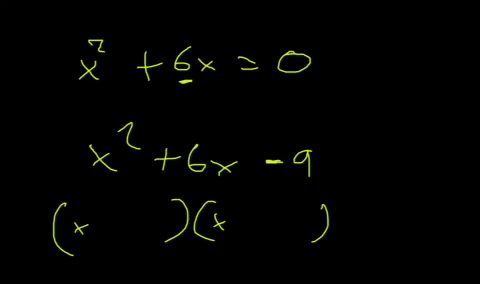 x² + 6x = 0
x² + 6x - 9
(x )(x )